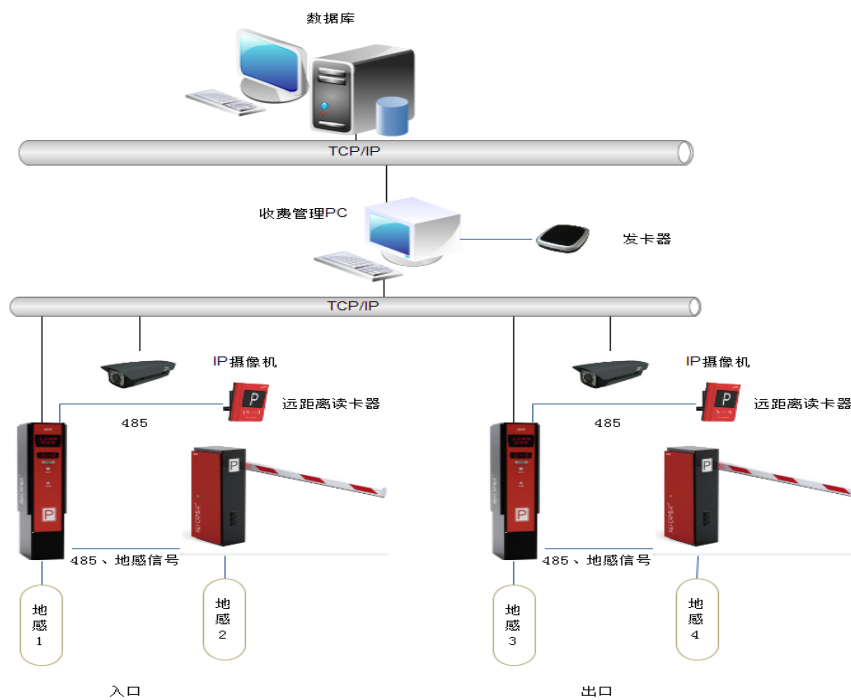 数据库
TCP/IP
收费管理PC
发卡器
TCP/IP
IP摄像机
IP摄像机
P
远距离读卡器
P
远距离读卡器
485
485
P
P
P
P
485、地感信号
485、地感信号
地感1
地感2
地感3
地感4
入口
出口